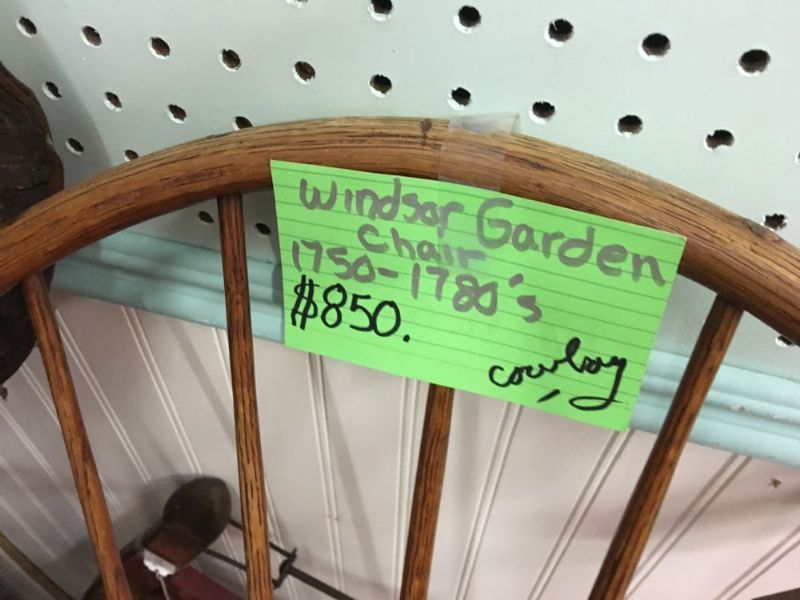 Windsor Garden
Chair
1750-1780's
$850.
cowboy